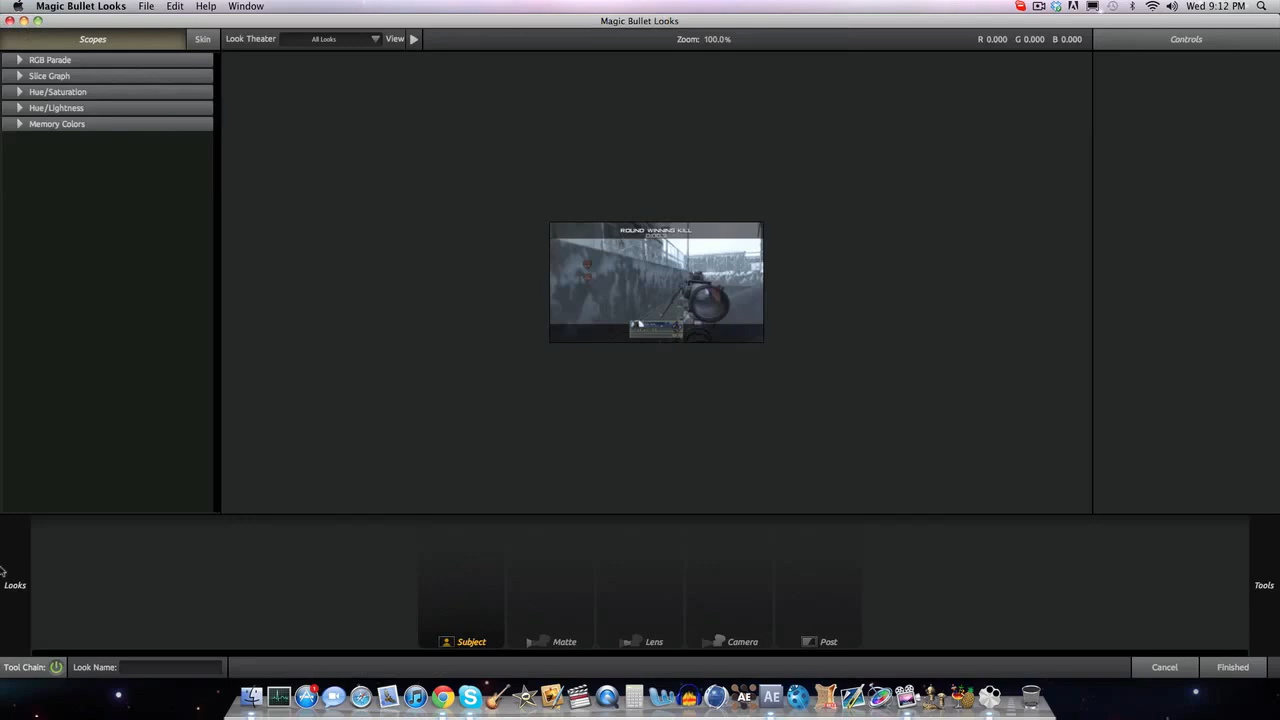 Magic Bullet Looks File Edit Help Window
Wed 9:12 PM
Magic Bullet Looks
Scopes Skin Look Theater All Looks View Zoom: 100.0% R 0.000 G 0.000 B 0.000 Controls
RGB Parade
Slice Graph
Hue/Saturation
Hue/Lightness
Memory Colors
ROUND WINNING KILL
Looks
Tools
Subject Matte Lens Camera Post
Tool Chain: Look Name: Cancel Finished
AE AE